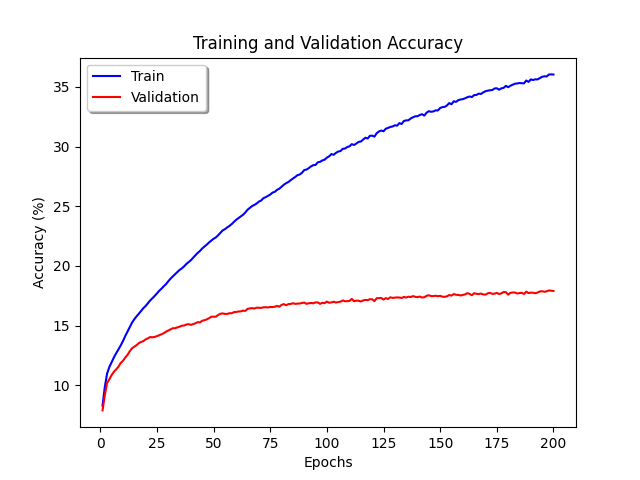 Training and Validation Accuracy
Train
Validation
Accuracy (%)
35
30
25
20
15
10
0 25 50 75 100 125 150 175 200
Epochs